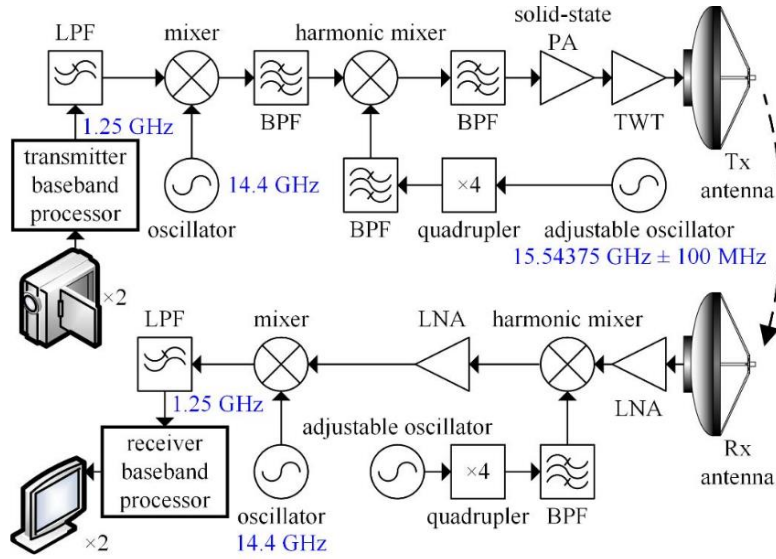 LPF
mixer
harmonic mixer
solid-state
PA
1.25 GHz
BPF
BPF
TWT
transmitter
baseband
processor
14.4 GHz
oscillator
×4
BPF
quadrupler
adjustable oscillator
15.54375 GHz ± 100 MHz
Tx
antenna
×2
LPF
mixer
LNA
harmonic mixer
1.25 GHz
LNA
adjustable oscillator
receiver
baseband
processor
×4
oscillator
14.4 GHz
quadrupler
BPF
Rx
antenna
×2